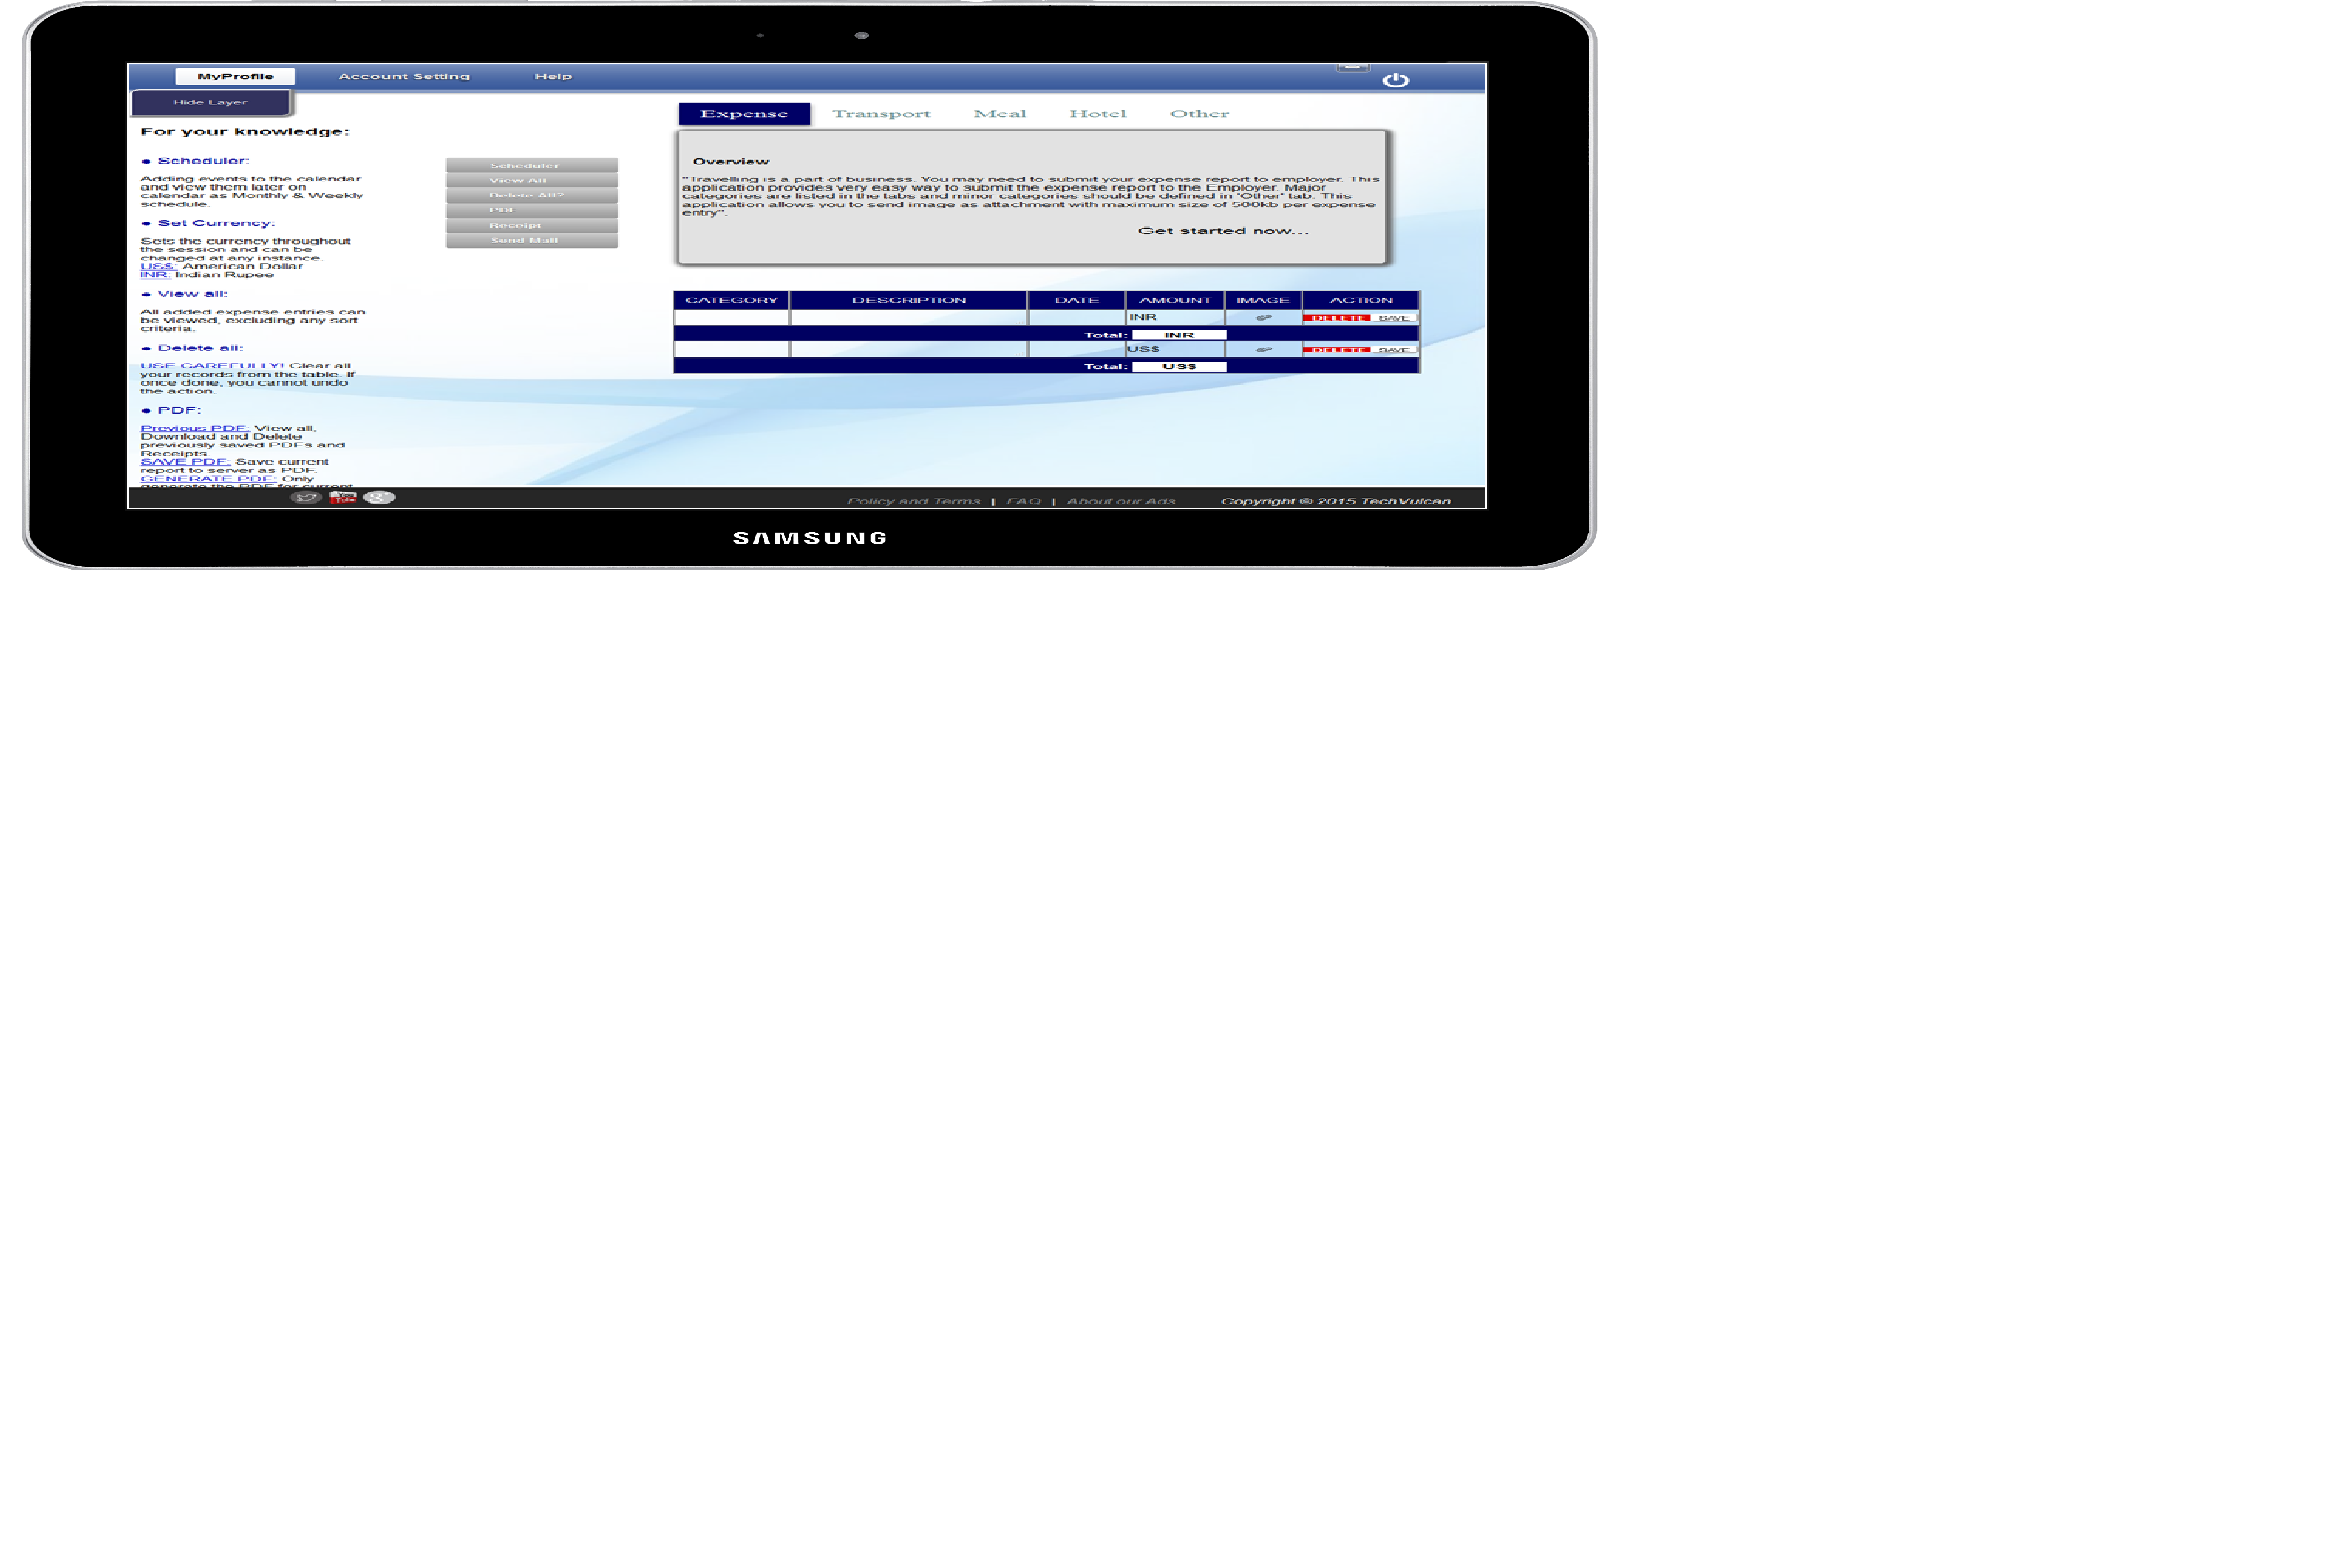 MyProfile Account Setting Help
Hide Layer
For your knowledge:
Scheduler:
Adding events to the calendar
and view them later on
calendar as Monthly & Weekly
schedule.
Set Currency:
Sets the currency throughout
the session and can be
changed at any instance.
US$: American Dollar
INR: Indian Rupee
View all:
All added expense entries can
be viewed, excluding any sort
criteria.
Delete all:
USE CAREFULLY! Clear all
your records from the table. If
once done, you cannot undo
the action.
PDF:
Previous PDF: View all,
Download and Delete
previously saved PDFs and
Receipts
SAVE PDF: Save current
report to server as PDF.
GENERATE PDF: Only
generate the PDF for current
Scheduler
View All
Delete All?
PDF
Receipt
Send Mail
Expense Transport Meal Hotel Other
Overview
"Travelling is a part of business. You may need to submit your expense report to employer. This
application provides very easy way to submit the expense report to the Employer. Major
categories are listed in the tabs and minor categories should be defined in 'Other' tab. This
application allows you to send image as attachment with maximum size of 500kb per expense
entry".
Get started now...
CATEGORY DESCRIPTION DATE AMOUNT IMAGE ACTION
INR DELETE SAVE
Total: INR
US$ DELETE SAVE
Total: US$
You Tube g+
Policy and Terms | FAQ | About our Ads Copyright © 2015 TechVulcan
SAMSUNG